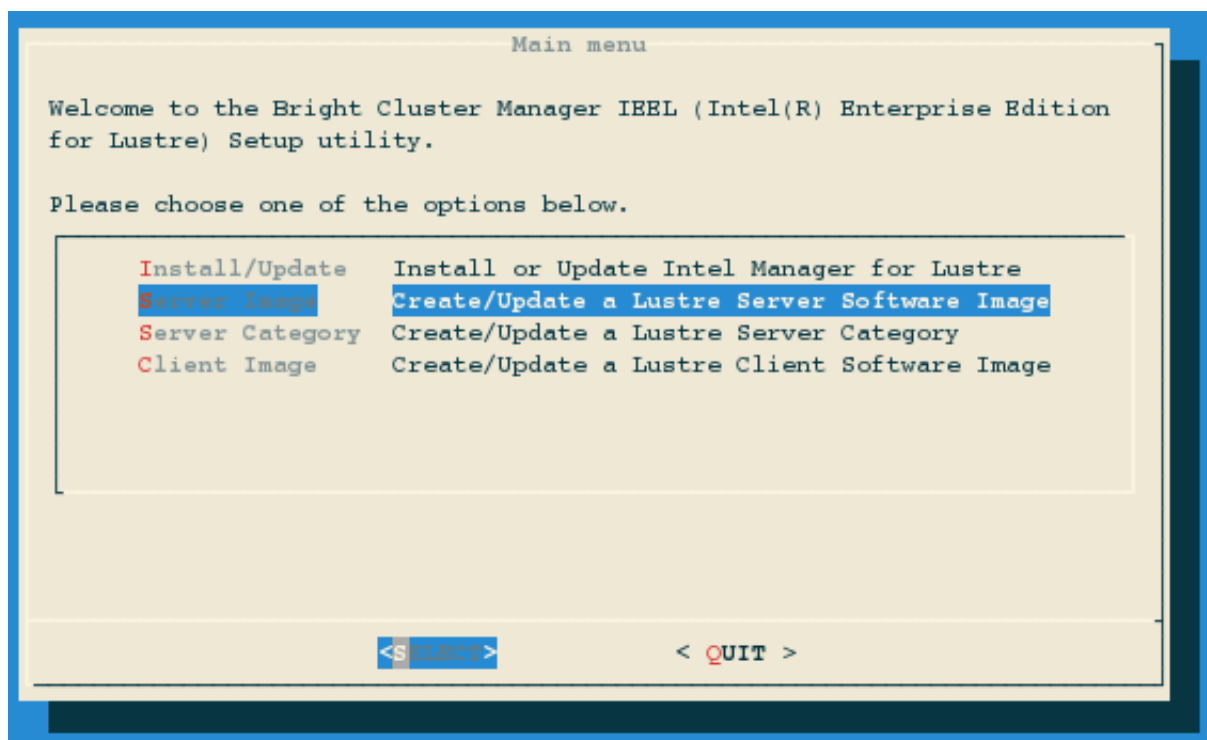 Main menu
Welcome to the Bright Cluster Manager IEEL (Intel(R) Enterprise Edition
for Lustre) Setup utility.
Please choose one of the options below.
Install/Update Install or Update Intel Manager for Lustre
Server Image Create/Update a Lustre Server Software Image
Server Category Create/Update a Lustre Server Category
Client Image Create/Update a Lustre Client Software Image
<SELECT> < QUIT >